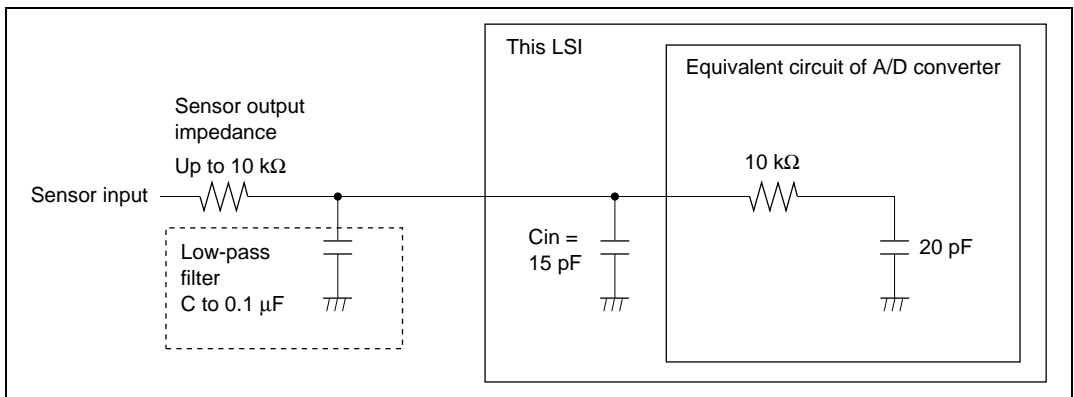 This LSI
Equivalent circuit of A/D converter
Sensor output
impedance
Up to 10 kΩ
10 kΩ
Sensor input
Low-pass
filter
C to 0.1 μF
Cin =
15 pF
20 pF